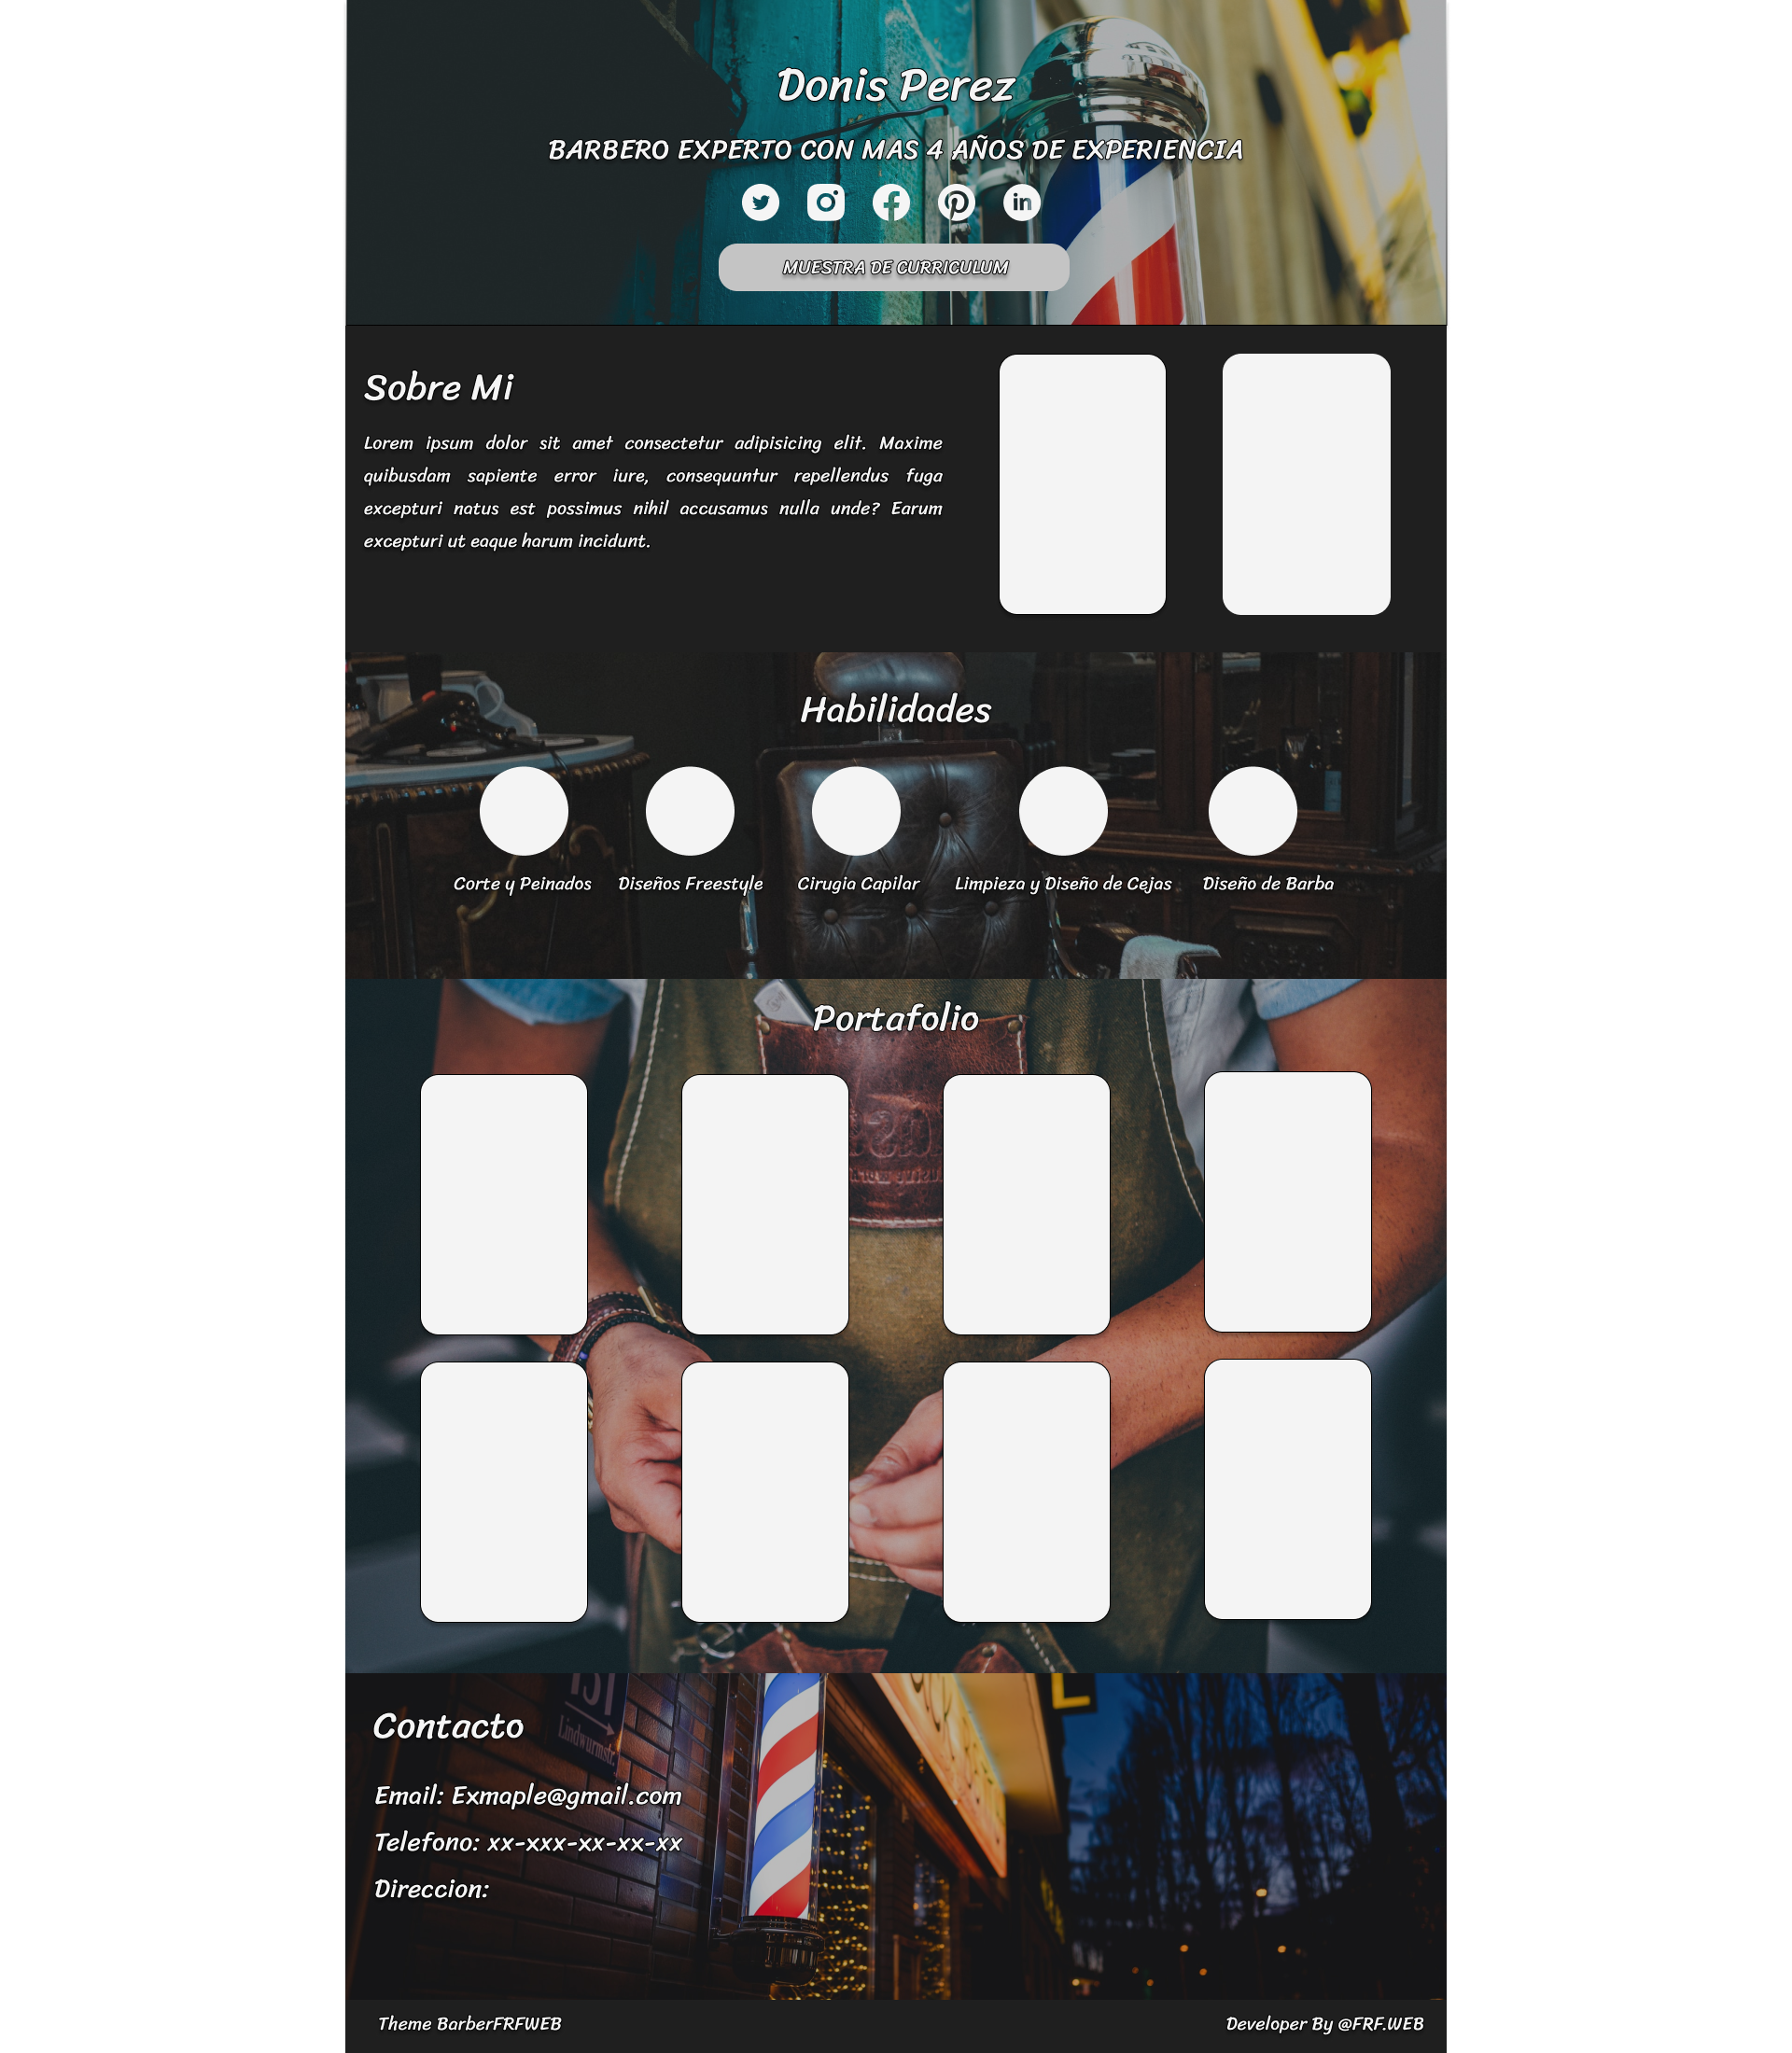 Donis Perez
BARBERO EXPERTO CON MAS 4 AÑOS DE EXPERIENCIA
MUESTRA DE CURRICULUM
Sobre Mi
Lorem ipsum dolor sit amet consectetur adipisicing elit. Maxime
quibusdam sapiente error iure, consequuntur repellendus fuga
excepturi natus est possimus nihil accusamus nulla unde? Earum
excepturi ut eaque harum incidunt.
Habilidades
Corte y Peinados
Diseños Freestyle
Cirugia Capilar
Limpieza y Diseño de Cejas
Diseño de Barba
Portafolio
Contacto
Lindwurmstr.
Email: Exmaple@gmail.com
Telefono: xx-xxx-xx-xx-xx
Direccion:
Theme BarberFRFWEB
Developer By @FRF.WEB